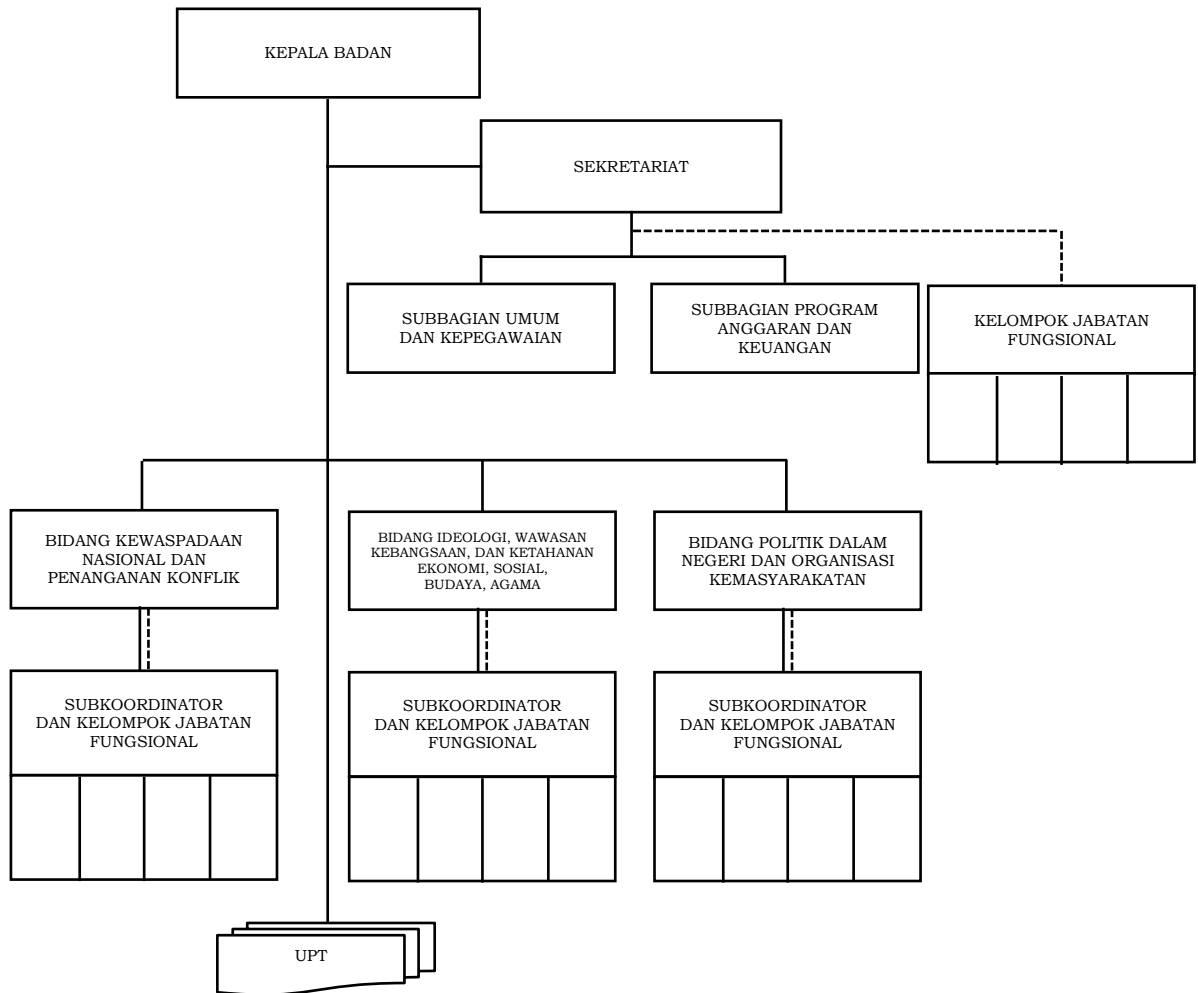 KEPALA BADAN
SEKRETARIAT
SUBBAGIAN UMUM
DAN KEPEGAWAIAN
SUBBAGIAN PROGRAM
ANGGARAN DAN
KEUANGAN
KELOMPOK JABATAN
FUNGSIONAL
BIDANG KEWASPADAAN
NASIONAL DAN
PENANGANAN KONFLIK
BIDANG IDEOLOGI, WAWASAN
KEBANGSAAN, DAN KETAHANAN
EKONOMI, SOSIAL,
BUDAYA, AGAMA
BIDANG POLITIK DALAM
NEGERI DAN ORGANISASI
KEMASYARAKATAN
SUBKOORDINATOR
DAN KELOMPOK JABATAN
FUNGSIONAL
SUBKOORDINATOR
DAN KELOMPOK JABATAN
FUNGSIONAL
SUBKOORDINATOR
DAN KELOMPOK JABATAN
FUNGSIONAL
UPT